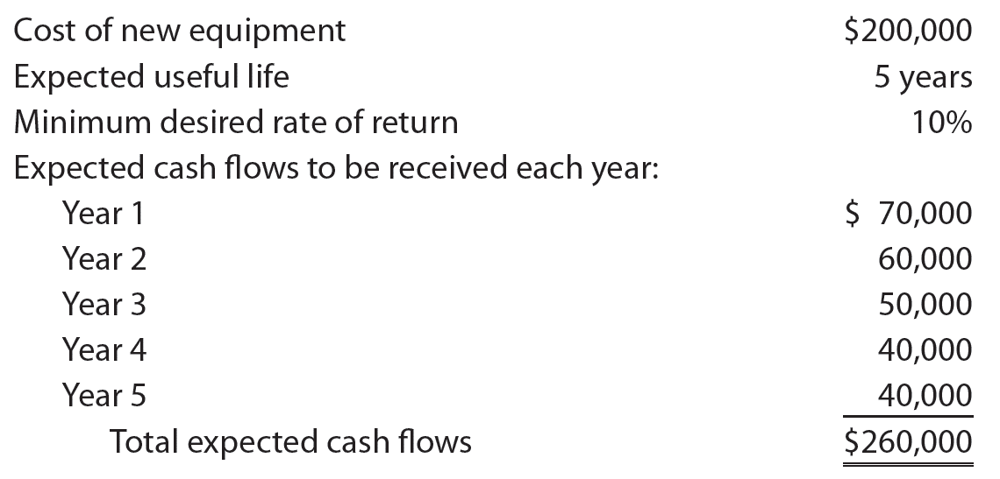 Cost of new equipment $200,000
Expected useful life 5 years
Minimum desired rate of return 10%
Expected cash flows to be received each year:
Year 1 $ 70,000
Year 2 60,000
Year 3 50,000
Year 4 40,000
Year 5 40,000
Total expected cash flows $260,000